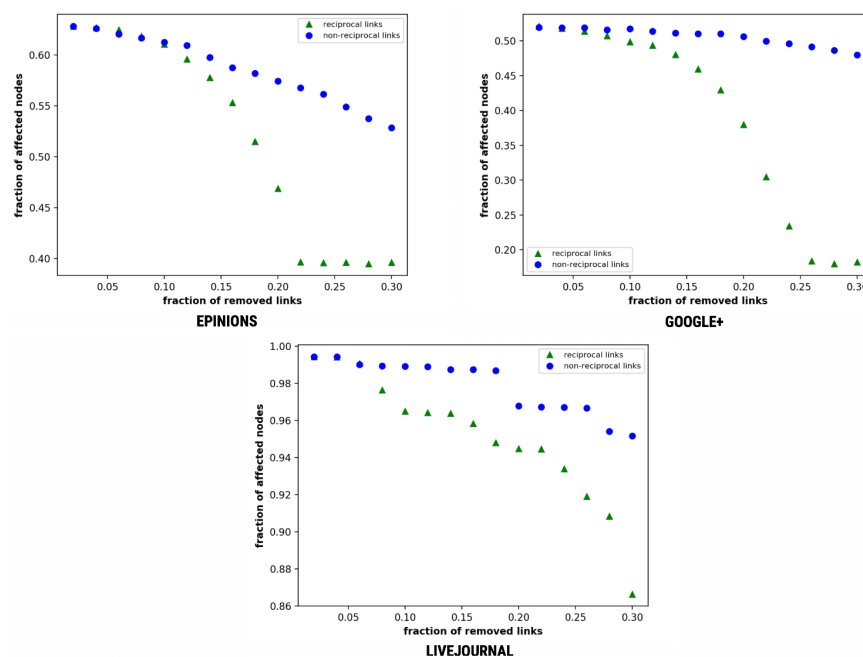 reciprocal links
non-reciprocal links
fraction of affected nodes
0.60
0.55
0.50
0.45
0.40
0.05 0.10 0.15 0.20 0.25 0.30
fraction of removed links
EPINIONS
reciprocal links
non-reciprocal links
fraction of affected nodes
0.50
0.45
0.40
0.35
0.30
0.25
0.20
0.05 0.10 0.15 0.20 0.25 0.30
fraction of removed links
GOOGLE+
reciprocal links
non-reciprocal links
fraction of affected nodes
1.00
0.98
0.96
0.94
0.92
0.90
0.88
0.86
0.05 0.10 0.15 0.20 0.25 0.30
fraction of removed links
LIVEJOURNAL